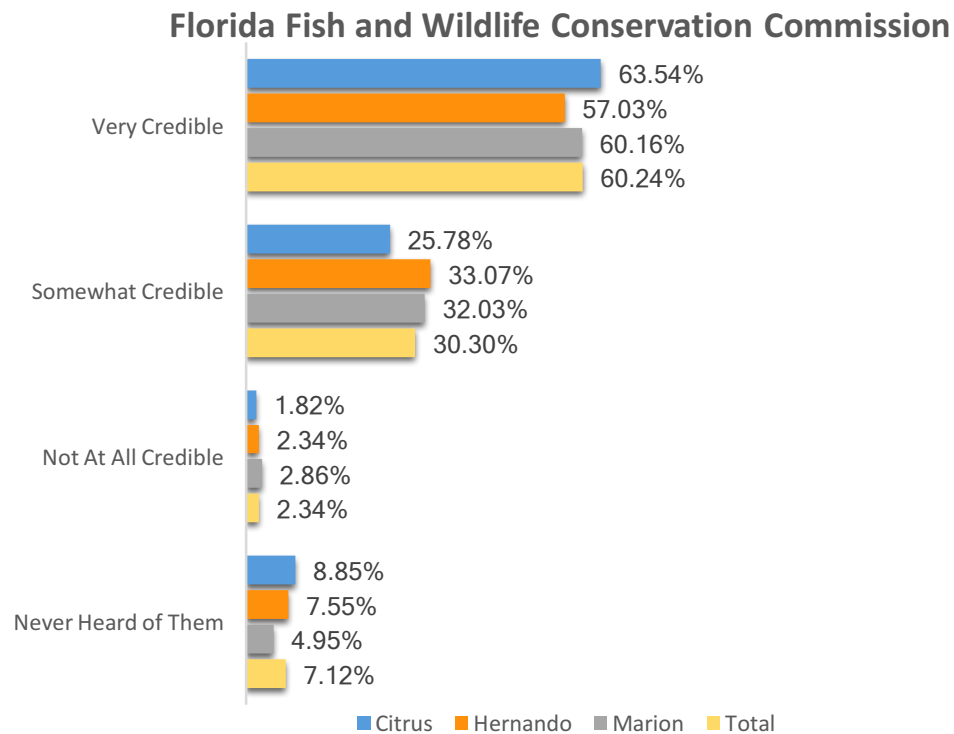 Florida Fish and Wildlife Conservation Commission
Very Credible
63.54%
57.03%
60.16%
60.24%
Somewhat Credible
25.78%
33.07%
32.03%
30.30%
Not At All Credible
1.82%
2.34%
2.86%
2.34%
Never Heard of Them
8.85%
7.55%
4.95%
7.12%
Citrus Hernando Marion Total